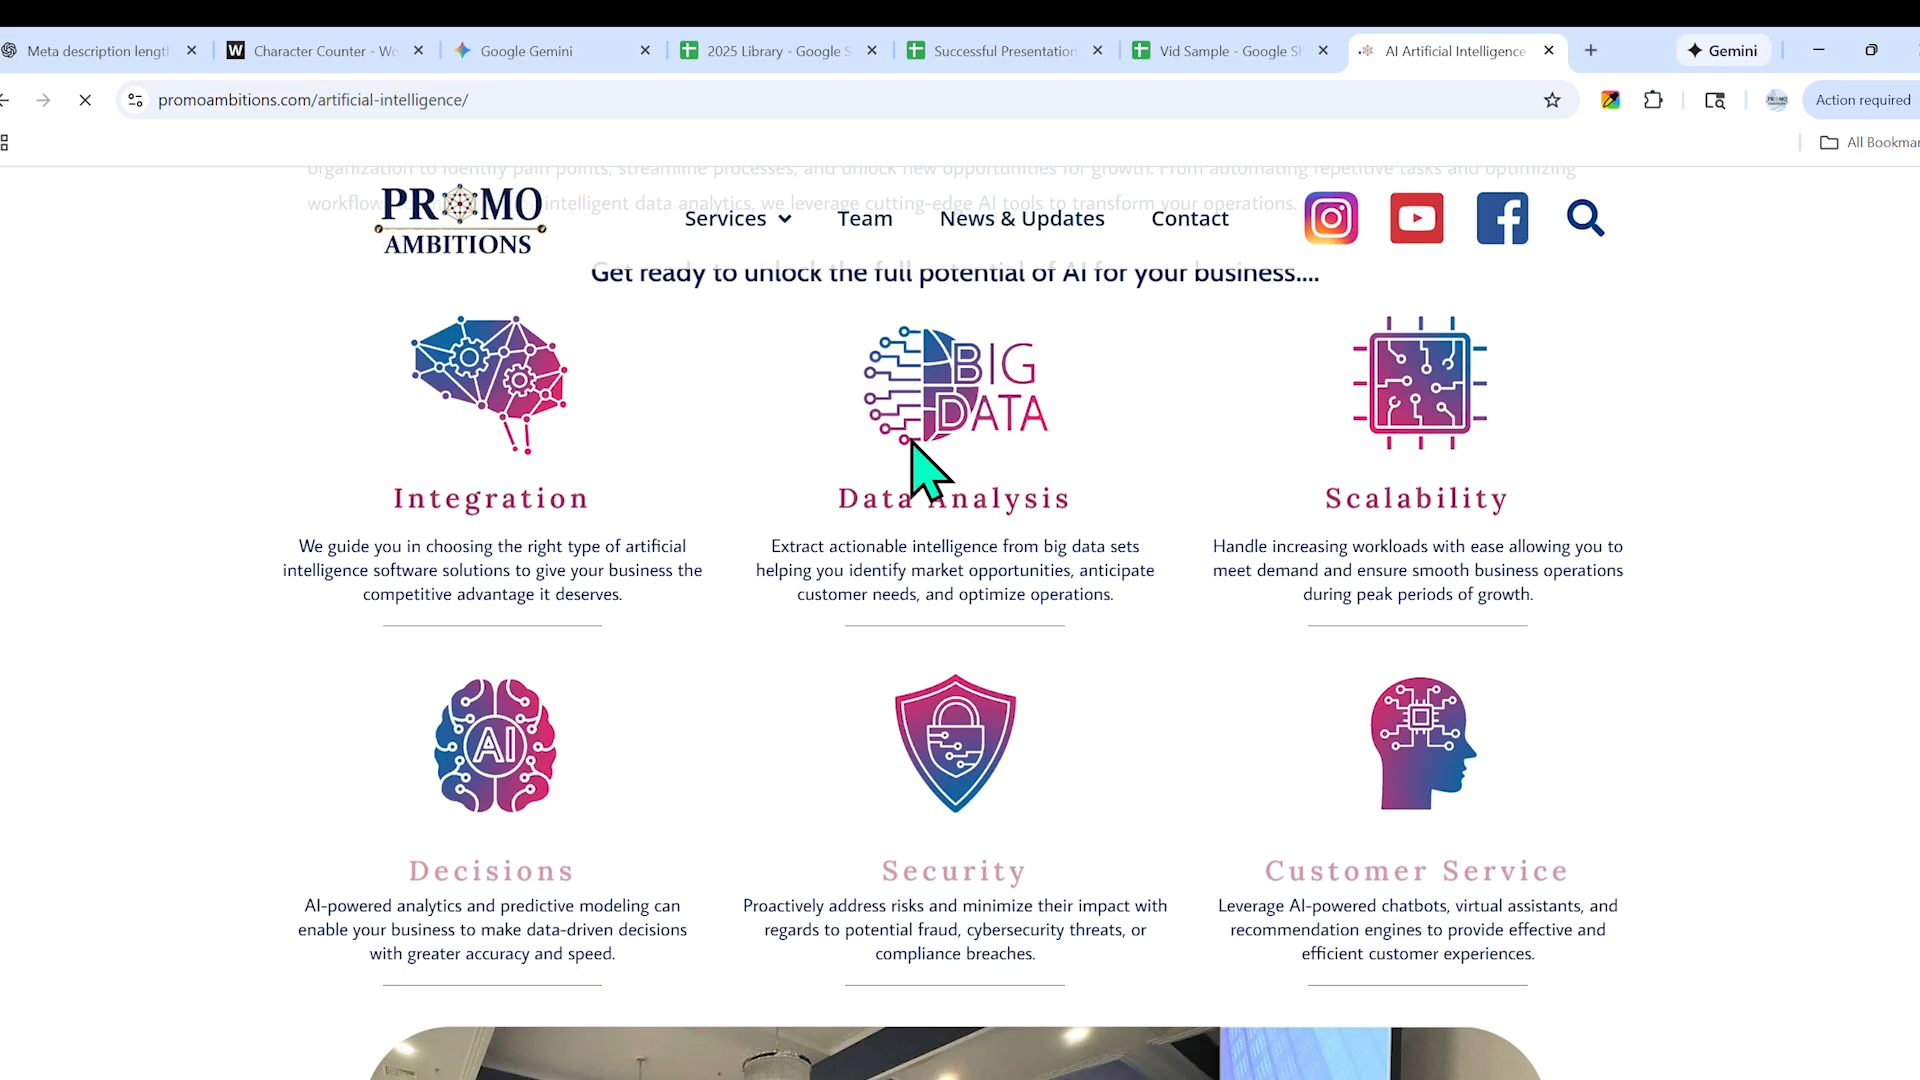 Meta description length
Character Counter - Wo
Google Gemini
2025 Library - Google S
Successful Presentation
Vid Sample - Google Sh
AI Artificial Intelligence
Gemini
promoambitions.com/artificial-intelligence/
Action required
All Bookmar
organization to identify pain points, streamline processes, and unlock new opportunities for growth. From automating repetitive tasks and optimizing
workflow intelligent data analytics, we leverage cutting-edge AI tools to transform your operations.
PROMO
AMBITIONS
Services
Team
News & Updates
Contact
Get ready to unlock the full potential of AI for your business....
BIG
DATA
Integration
Data Analysis
Scalability
We guide you in choosing the right type of artificial
intelligence software solutions to give your business the
competitive advantage it deserves.
Extract actionable intelligence from big data sets
helping you identify market opportunities, anticipate
customer needs, and optimize operations.
Handle increasing workloads with ease allowing you to
meet demand and ensure smooth business operations
during peak periods of growth.
AI
Decisions
Security
Customer Service
AI-powered analytics and predictive modeling can
enable your business to make data-driven decisions
with greater accuracy and speed.
Proactively address risks and minimize their impact with
regards to potential fraud, cybersecurity threats, or
compliance breaches.
Leverage AI-powered chatbots, virtual assistants, and
recommendation engines to provide effective and
efficient customer experiences.